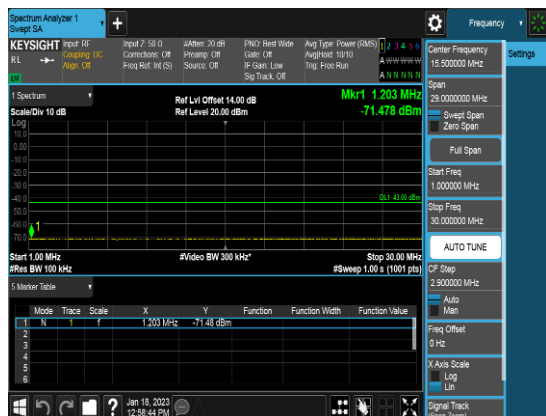 Spectrum Analyzer 1
Swept SA
Frequency
KEYSIGHT
RL
Input: RF
Coupling: DC
Align: Off
Input Z: 50 Ω
Corrections: Off
Freq Ref: Int (S)
#Atten: 20 dB
Preamp: Off
Source: Off
PNO: Best Wide
Gate: Off
IF Gain: Low
Sig Track: Off
Avg Type: Power (RMS)
Avg|Hold: 10/10
Trig: Free Run
1 2 3 4 5 6
A W W W W W
A N N N N N
LXI
1 Spectrum
Scale/Div 10 dB
Ref Lvl Offset 14.00 dB
Ref Level 20.00 dBm
Mkr1 1.203 MHz
-71.478 dBm
Log
10.0
0.00
-10.0
-20.0
-30.0
-40.0
-50.0
-60.0
-70.0
DL1 -43.00 dBm
1
Start 1.00 MHz
#Res BW 100 kHz
#Video BW 300 kHz*
Stop 30.00 MHz
#Sweep 1.00 s (1001 pts)
5 Marker Table
Mode Trace Scale X Y Function Function Width Function Value
1 N 1 f 1.203 MHz -71.48 dBm
2
3
4
5
6
Jan 18, 2023
12:58:44 PM
Center Frequency
15.500000 MHz
Settings
Span
29.0000000 MHz
Swept Span
Zero Span
Full Span
Start Freq
1.000000 MHz
Stop Freq
30.000000 MHz
AUTO TUNE
CF Step
2.900000 MHz
Auto
Man
Freq Offset
0 Hz
X Axis Scale
Log
Lin
Signal Track
(Span Zoom)